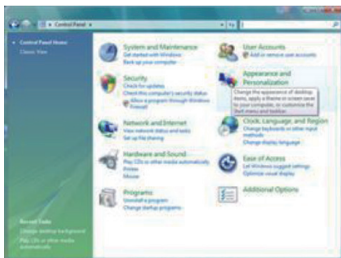 Control Panel
Control Panel Home
Classic View
System and Maintenance
Get started with Windows
Back up your computer
Security
Check for updates
Check this computer's security status
Allow a program through Windows
Firewall
Network and Internet
View network status and tasks
Set up file sharing
Hardware and Sound
Play CDs or other media automatically
Printer
Mouse
Programs
Uninstall a program
Change startup programs
User Accounts
Add or remove user accounts
Appearance and
Personalization
Change the appearance of desktop
items, apply a theme or screen saver
to your computer, or customize the
Start menu and taskbar.
Clock, Language, and Region
Change keyboards or other input
methods
Change display language
Ease of Access
Let Windows suggest settings
Optimize visual display
Additional Options
Recent Tasks
Change desktop background
Play CDs or other media
automatically